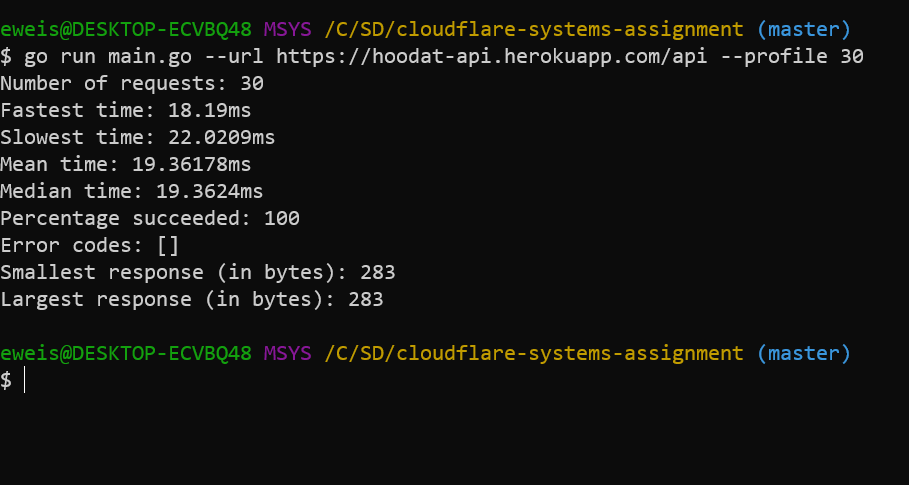 eweis@DESKTOP-ECVBQ48 MSYS /C/SD/cloudflare-systems-assignment (master)
$ go run main.go --url https://hoodat-api.herokuapp.com/api --profile 30
Number of requests: 30
Fastest time: 18.19ms
Slowest time: 22.0209ms
Mean time: 19.36178ms
Median time: 19.3624ms
Percentage succeeded: 100
Error codes: []
Smallest response (in bytes): 283
Largest response (in bytes): 283
eweis@DESKTOP-ECVBQ48 MSYS /C/SD/cloudflare-systems-assignment (master)
$